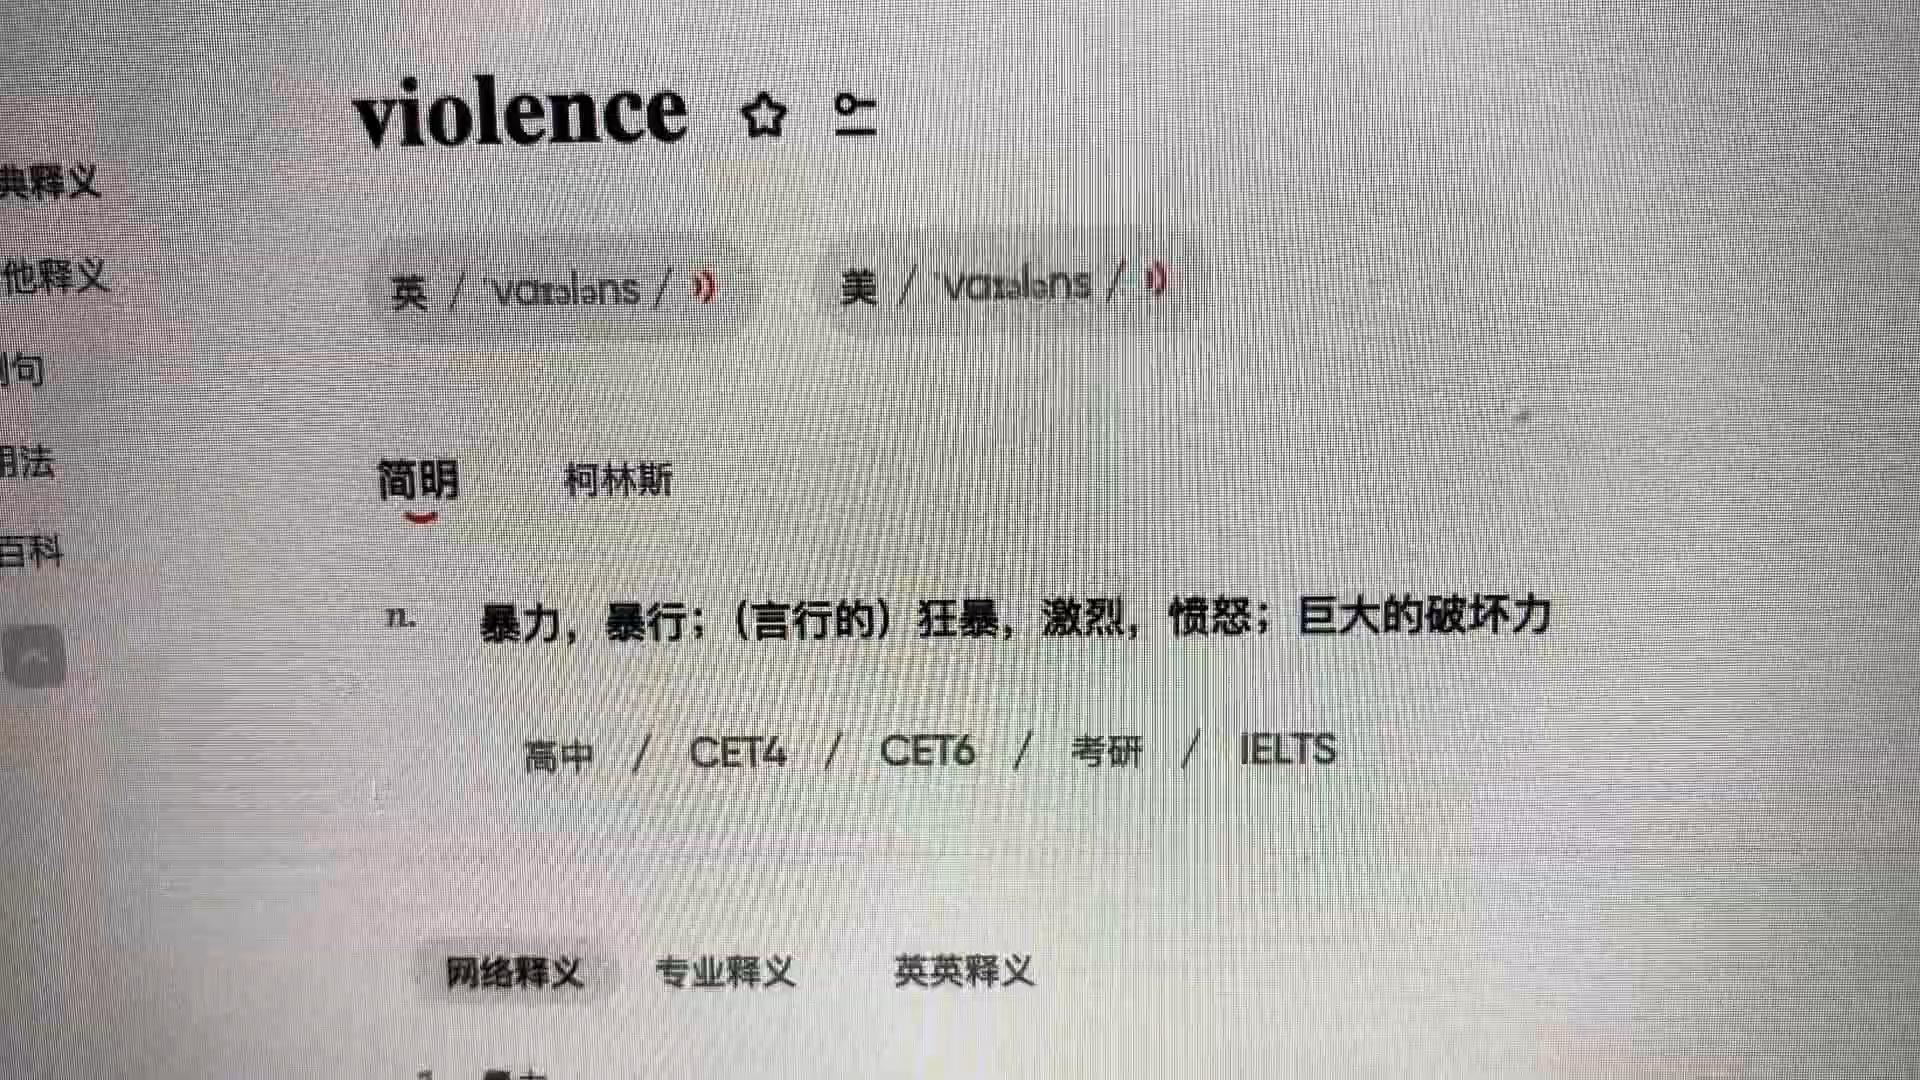 violence
典释义
他释义
英 / ˈvaɪələns /
美 / ˈvaɪələns /
例句
用法
简明 柯林斯
百科
n. 暴力，暴行；（言行的）狂暴，激烈，愤怒；巨大的破坏力
高中 / CET4 / CET6 / 考研 / IELTS
网络释义 专业释义 英英释义